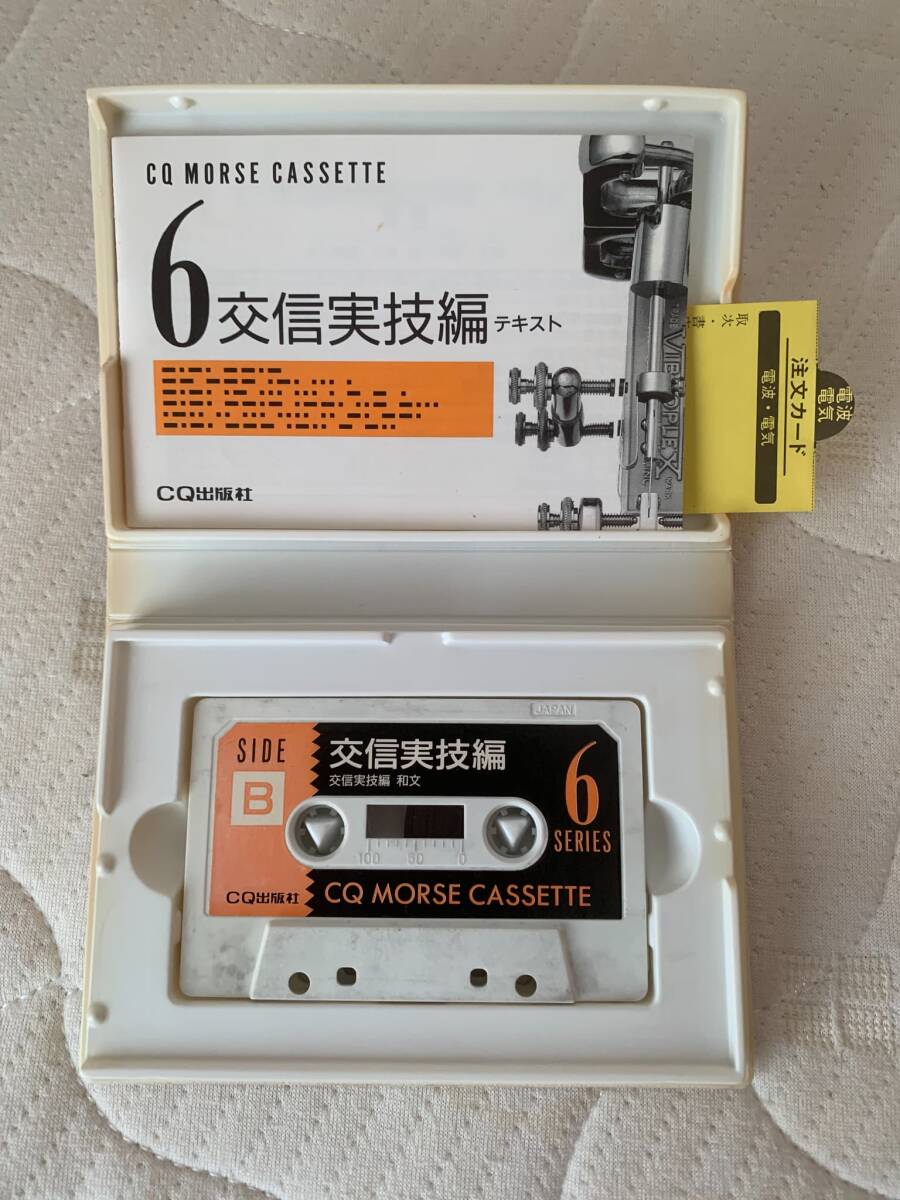 CQ MORSE CASSETTE
6 交信実技編 テキスト
CQ出版社
VIBROPLEX
取次・書
注文カード
電波・電気
電波
電気
JAPAN
SIDE
B
交信実技編
交信実技編 和文
6
SERIES
100 50 0
CQ出版社
CQ MORSE CASSETTE